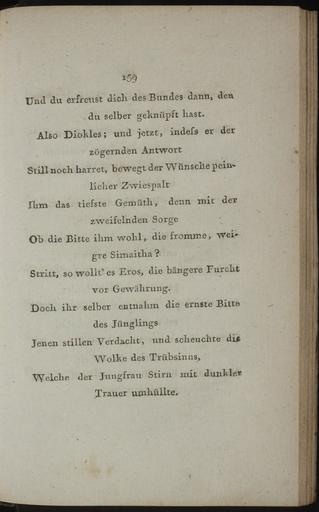 159
Und du erfreust dich des Bundes dann, den
du selber geknüpft hast.
Also Diokles; und jetzt, indeſs er der
zögernden Antwort
Still noch harret, bewegt der Wünsche pein-
licher Zwiespalt
Ihm das tiefste Gemüth, denn mit der
zweifelnden Sorge
Ob die Bitte ihm wohl, die fromme, wei-
gre Simaitha?
Stritt, so wollt' es Eros, die bängere Furcht
vor Gewährung.
Doch ihr selber entnahm die ernste Bitte
des Jünglings
Jenen stillen Verdacht, und scheuchte die
Wolke des Trübsinns,
Welche der Jungfrau Stirn mit dunkler
Trauer umhüllte.